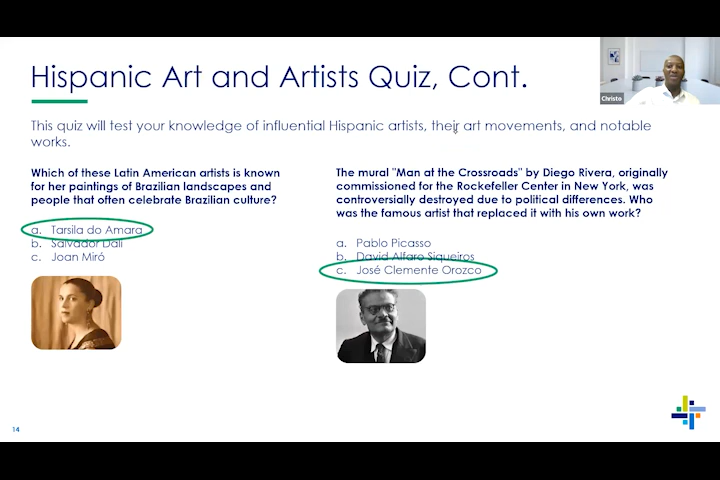 Hispanic Art and Artists Quiz, Cont.
Christo
This quiz will test your knowledge of influential Hispanic artists, their art movements, and notable
works.
Which of these Latin American artists is known
for her paintings of Brazilian landscapes and
people that often celebrate Brazilian culture?
a. Tarsila do Amara
b. Salvador Dalí
c. Joan Miró
The mural "Man at the Crossroads" by Diego Rivera, originally
commissioned for the Rockefeller Center in New York, was
controversially destroyed due to political differences. Who
was the famous artist that replaced it with his own work?
a. Pablo Picasso
b. David Alfaro Siqueiros
c. José Clemente Orozco
14